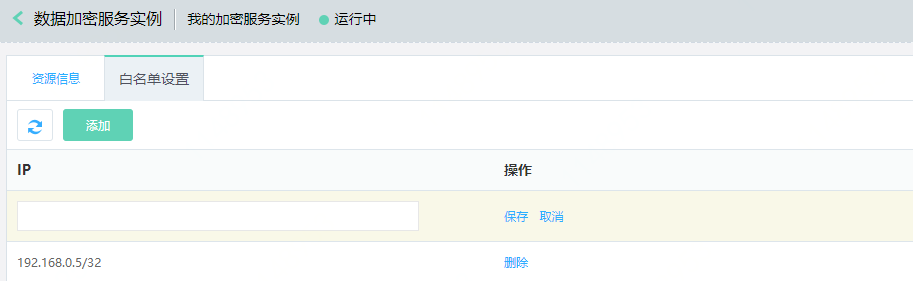 数据加密服务实例 我的加密服务实例 运行中
资源信息 白名单设置
添加
IP 操作
保存 取消
192.168.0.5/32 删除